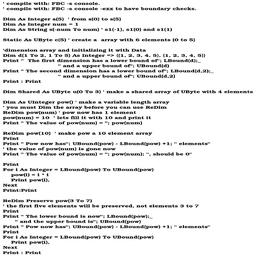 ' compile with: FBC -s console.
' compile with: FBC -s console -exx to have boundary checks.
Dim As Integer a(5)  ' from s(0) to s(5)
Dim As Integer num = 1
Dim As String s(-num To num) ' s1(-1), s1(0) and s1(1)
Static As UByte c(5) ' create a  array with 6 elements (0 to 5)
'dimension array and initializing it with Data
Dim d(1 To 2, 1 To 5) As Integer => {{1, 2, 3, 4, 5}, {1, 2, 3, 4, 5}}
Print "  The first dimension has a lower bound of"; LBound(d);_
" and a upper bound of"; UBound(d)
Print " The second dimension has a lower bound of"; LBound(d,2);_
" and a upper bound of"; UBound(d,2)
Print : Print
Dim Shared As UByte u(0 To 3) ' make a shared array of UByte with 4 elements
Dim As UInteger pow() ' make a variable length array
' you must Dim the array before you can use ReDim
ReDim pow(num) ' pow now has 1 element
pow(num) = 10  ' lets fill it with 10 and print it
Print " The value of pow(num) = "; pow(num)
ReDim pow(10)  ' make pow a 10 element array
Print
Print " Pow now has"; UBound(pow) - LBound(pow) +1; " elements"
' the value of pow(num) is gone now
Print " The value of pow(num) = "; pow(num); ", should be 0"
Print
For i As Integer = LBound(pow) To UBound(pow)
pow(i) = i * i
Print pow(i),
Next
Print:Print
ReDim Preserve pow(3 To 7)
' the first five elements will be preserved, not elements 3 to 7
Print
Print " The lower bound is now"; LBound(pow);_
" and the upper bound is"; UBound(pow)
Print " Pow now has"; UBound(pow) - LBound(pow) +1; " elements"
Print
For i As Integer = LBound(pow) To UBound(pow)
Print pow(i),
Next
Print : Print